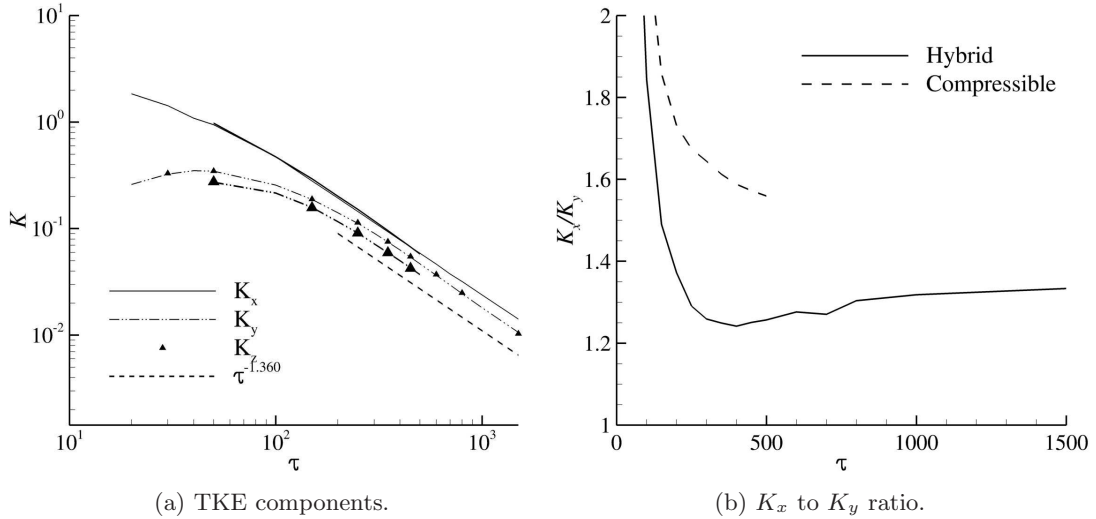 10^1
10^0
10^-1
10^-2
K
10^1
10^2
10^3
τ
K_x
K_y
K_z
τ^-1.360
(a) TKE components.
2
1.8
1.6
1.4
1.2
1
K_x/K_y
0
500
1000
1500
τ
Hybrid
Compressible
(b) K_x to K_y ratio.